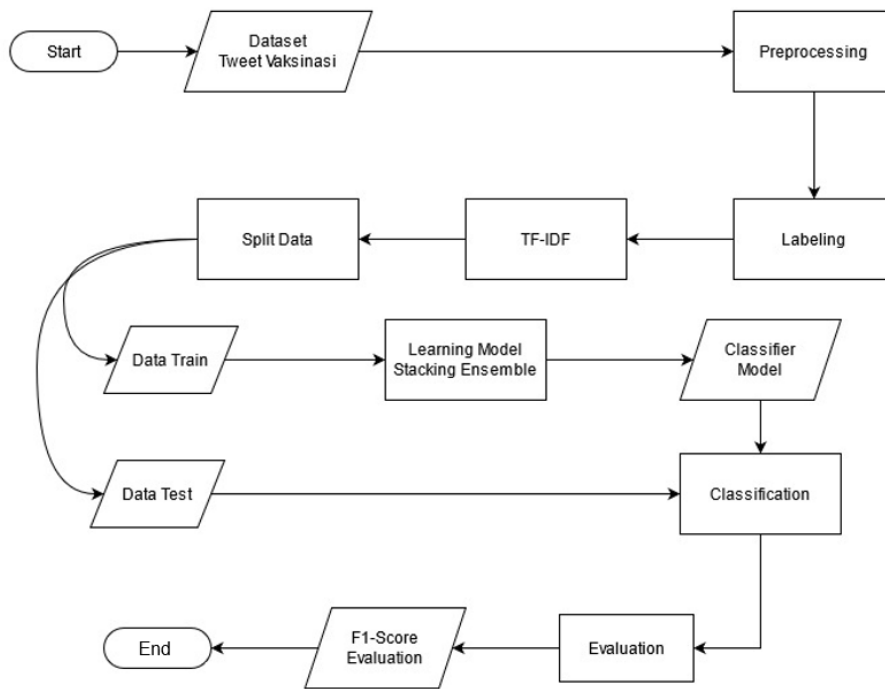 Start
Dataset
Tweet Vaksinasi
Preprocessing
Split Data
TF-IDF
Labeling
Data Train
Learning Model
Stacking Ensemble
Classifier
Model
Data Test
Classification
End
F1-Score
Evaluation
Evaluation